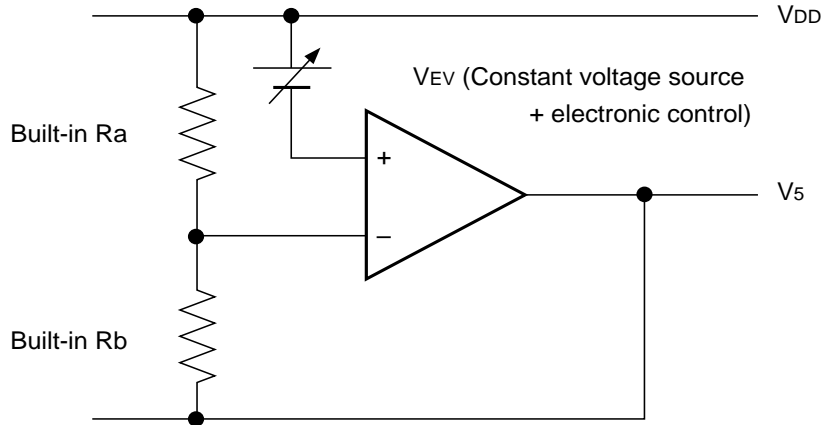 VDD
VEV (Constant voltage source
+ electronic control)
Built-in Ra
+
–
V5
Built-in Rb